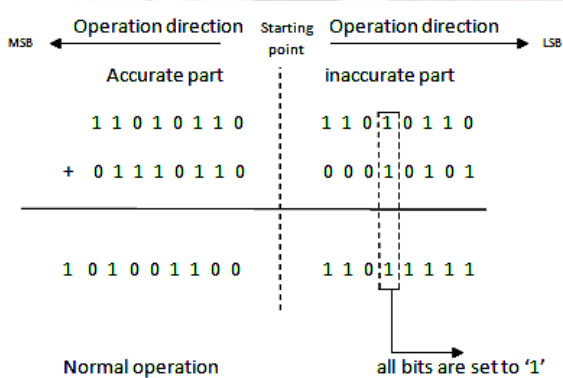 Operation direction Starting point Operation direction
MSB LSB
Accurate part inaccurate part
1 1 0 1 0 1 1 0 1 1 0 1 0 1 1 0
+ 0 1 1 1 0 1 1 0 0 0 0 1 0 1 0 1
1 0 1 0 0 1 1 0 0 1 1 0 1 1 1 1 1
Normal operation all bits are set to ‘1’